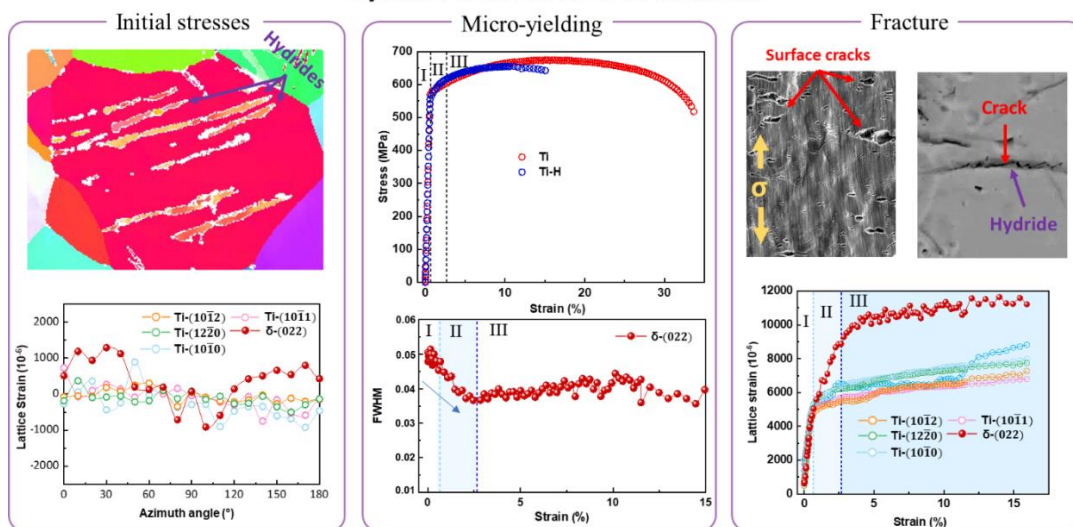 Initial stresses
Hydrides
2000
1000
0
-1000
-2000
Lattice Strain (10⁻⁶)
Ti-(101̄2)
Ti-(101̄1)
Ti-(122̄0)
δ-(022)
Ti-(101̄0)
0 30 60 90 120 150 180
Azimuth angle (°)
Micro-yielding
I II III
700
600
500
400
300
200
100
0
Stress (MPa)
Ti
Ti-H
0 10 20 30
Strain (%)
I II III
δ-(022)
0.06
0.05
0.04
0.03
0.02
0.01
FWHM
0 5 10 15
Strain (%)
Fracture
Surface cracks
σ
Crack
Hydride
I II III
12000
10000
8000
6000
4000
2000
0
Lattice strain (10⁻⁶)
Ti-(101̄2)
Ti-(101̄1)
Ti-(122̄0)
δ-(022)
Ti-(101̄0)
0 5 10 15
Strain (%)